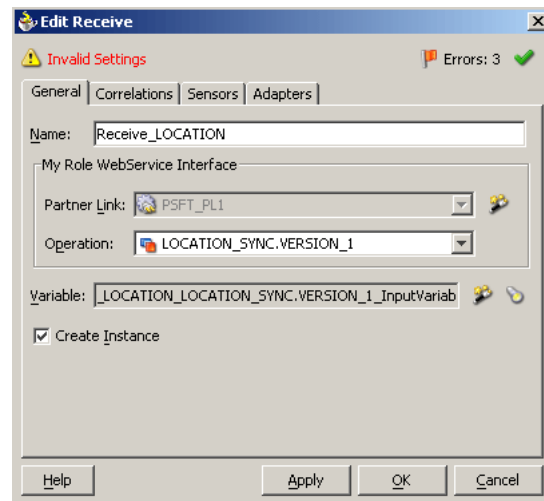 Edit Receive
Invalid Settings Errors: 3
General Correlations Sensors Adapters
Name: Receive_LOCATION
My Role WebService Interface
Partner Link: PSFT_PL1
Operation: LOCATION_SYNC.VERSION_1
Variable: _LOCATION_LOCATION_SYNC.VERSION_1_InputVariab
Create Instance
Help Apply OK Cancel